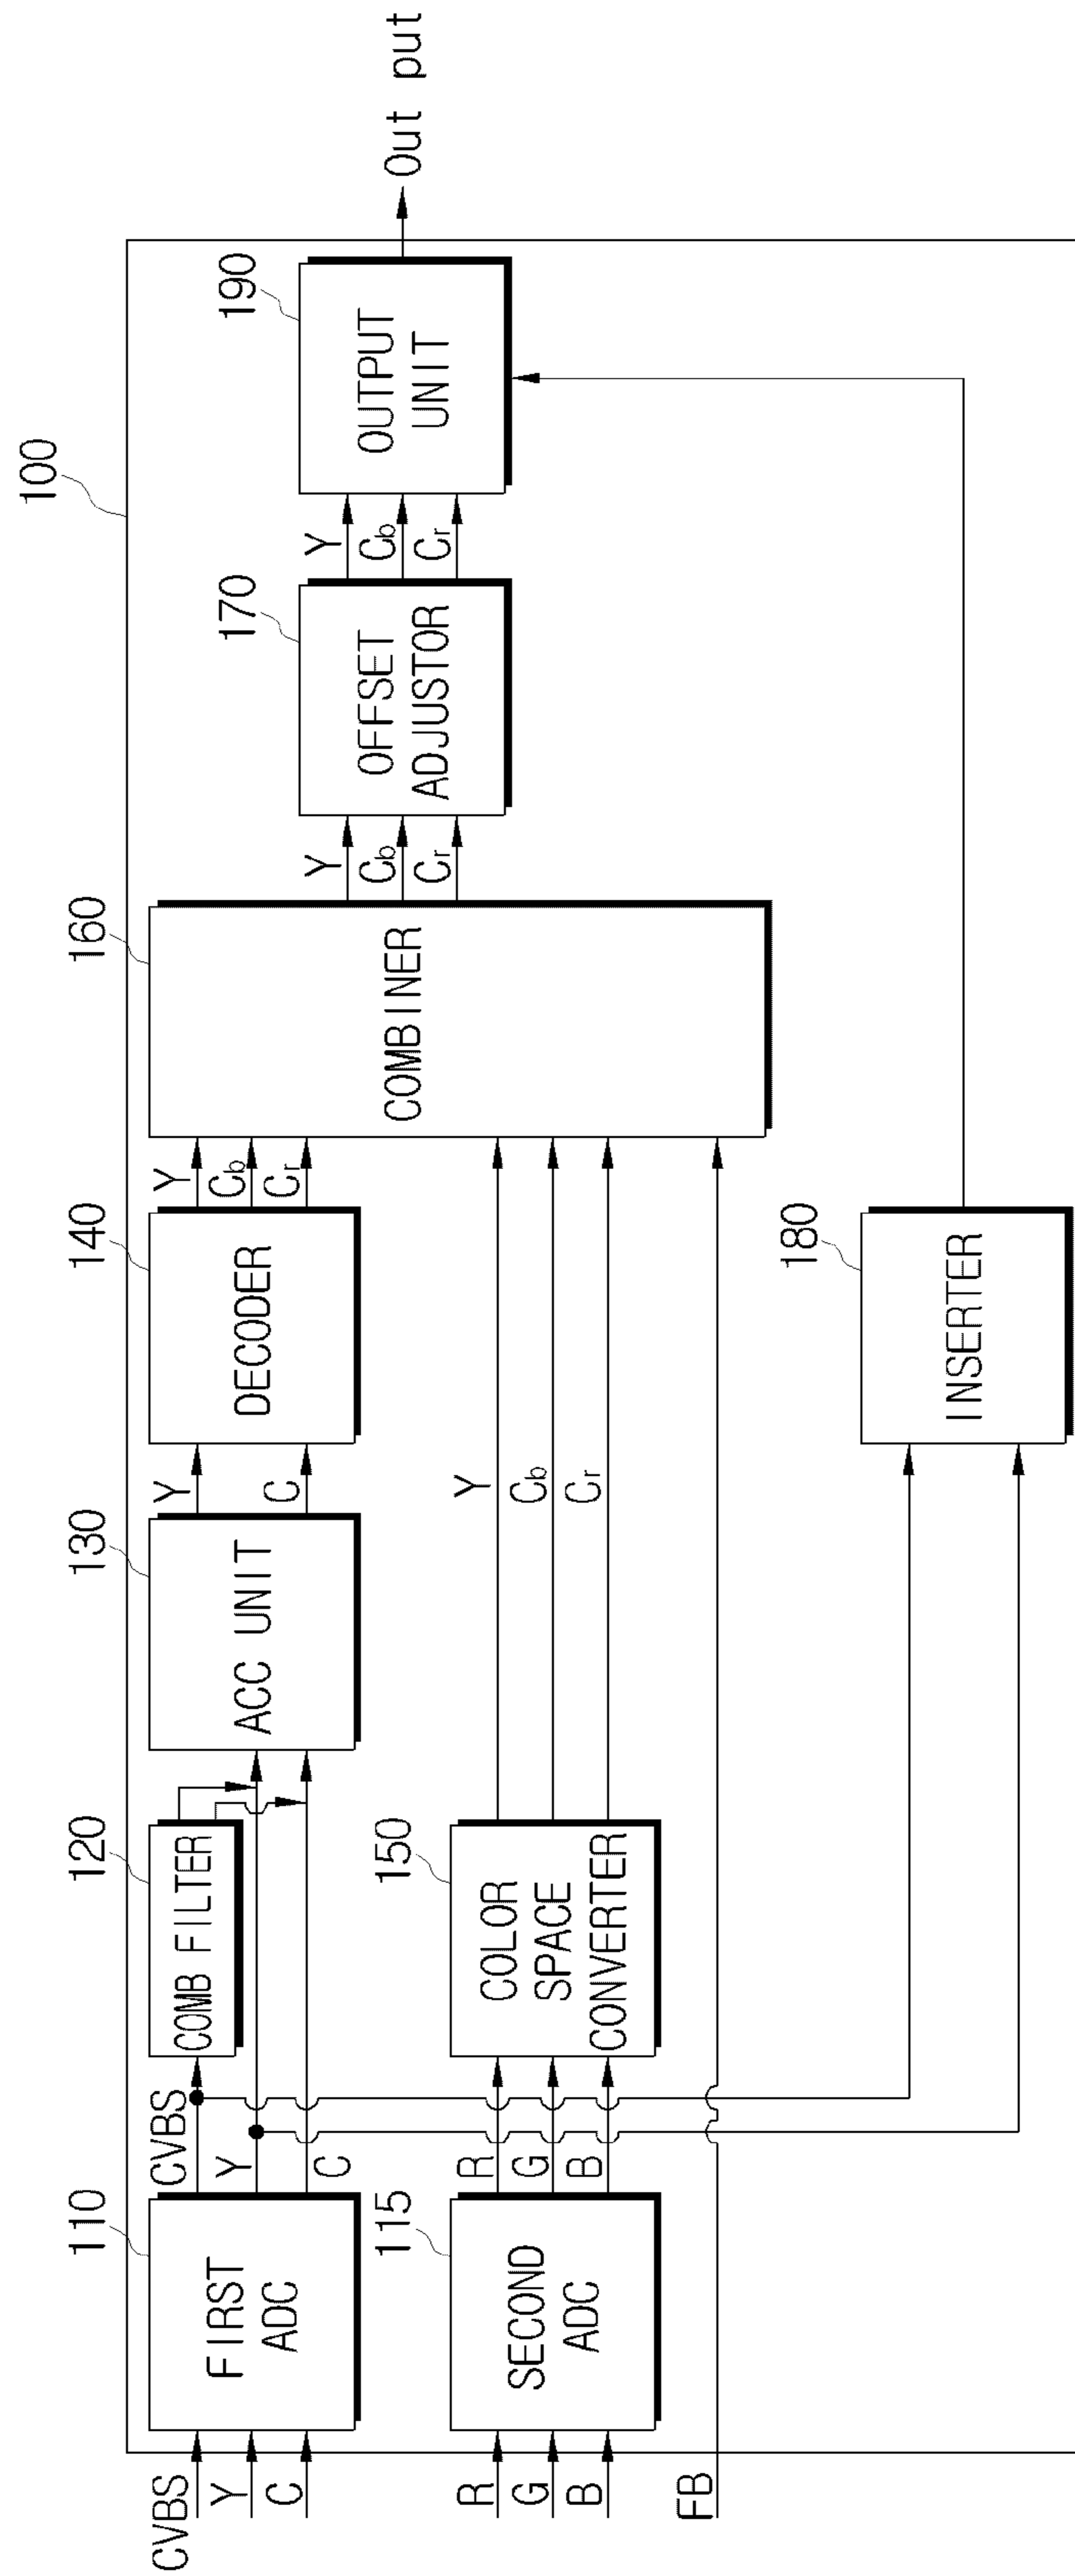 100
110
120
130
140
160
CVBS
Y
C
FIRST
ADC
CVBS
Y
C
COMB FILTER
ACC UNIT
Y
C
DECODER
Y
Cb
Cr
COMBINER
Y
Cb
Cr
170
OFFSET
ADJUSTOR
Y
Cb
Cr
190
OUTPUT
UNIT
Out put
115
150
R
G
B
SECOND
ADC
R
G
B
COLOR
SPACE
CONVERTER
Y
Cb
Cr
FB
180
INSERTER